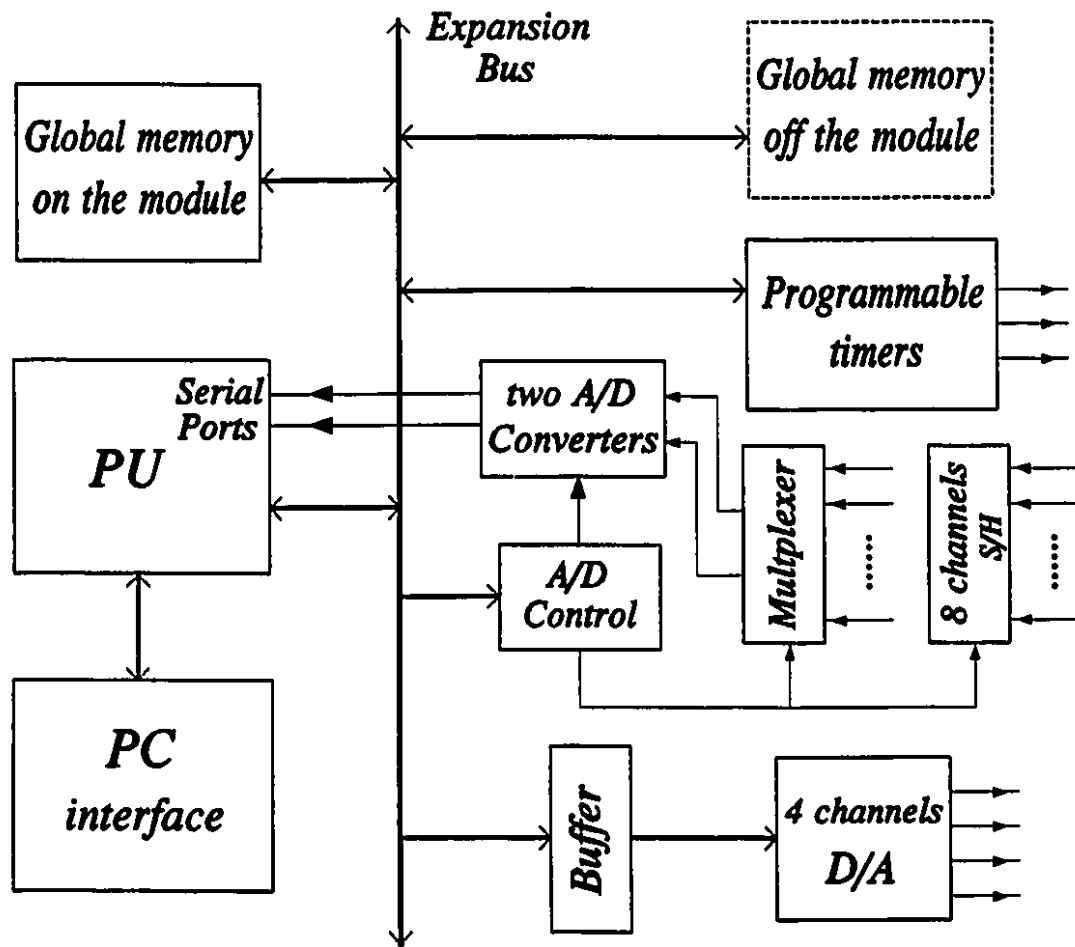 Expansion
Bus
Global memory
off the module
Global memory
on the module
Programmable
timers
Serial
Ports
PU
two A/D
Converters
Multplexer
8 channels
S/H
A/D
Control
PC
interface
Buffer
4 channels
D/A